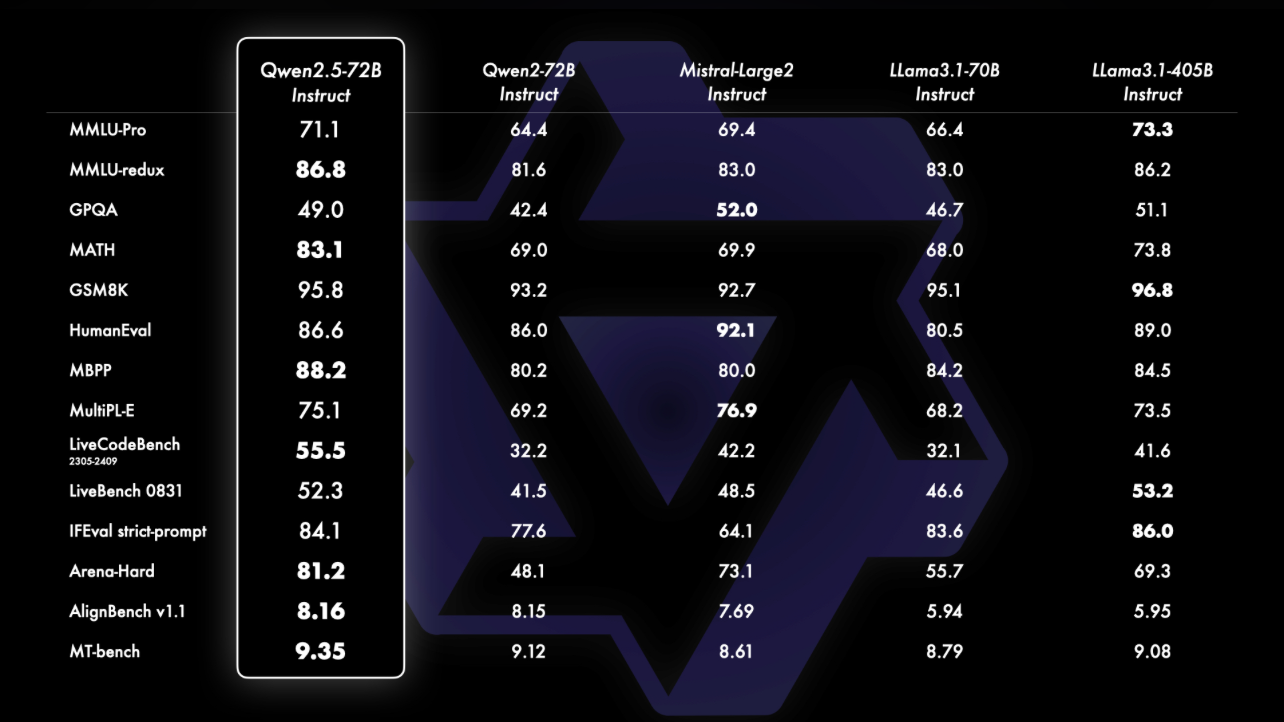 Qwen2.5-72B Instruct Qwen2-72B Instruct Mistral-Large2 Instruct LLama3.1-70B Instruct LLama3.1-405B Instruct
MMLU-Pro 71.1 64.4 69.4 66.4 73.3
MMLU-redux 86.8 81.6 83.0 83.0 86.2
GPQA 49.0 42.4 52.0 46.7 51.1
MATH 83.1 69.0 69.9 68.0 73.8
GSM8K 95.8 93.2 92.7 95.1 96.8
HumanEval 86.6 86.0 92.1 80.5 89.0
MBPP 88.2 80.2 80.0 84.2 84.5
MultiPL-E 75.1 69.2 76.9 68.2 73.5
LiveCodeBench 2305-2409 55.5 32.2 42.2 32.1 41.6
LiveBench 0831 52.3 41.5 48.5 46.6 53.2
IFEval strict-prompt 84.1 77.6 64.1 83.6 86.0
Arena-Hard 81.2 48.1 73.1 55.7 69.3
AlignBench v1.1 8.16 8.15 7.69 5.94 5.95
MT-bench 9.35 9.12 8.61 8.79 9.08